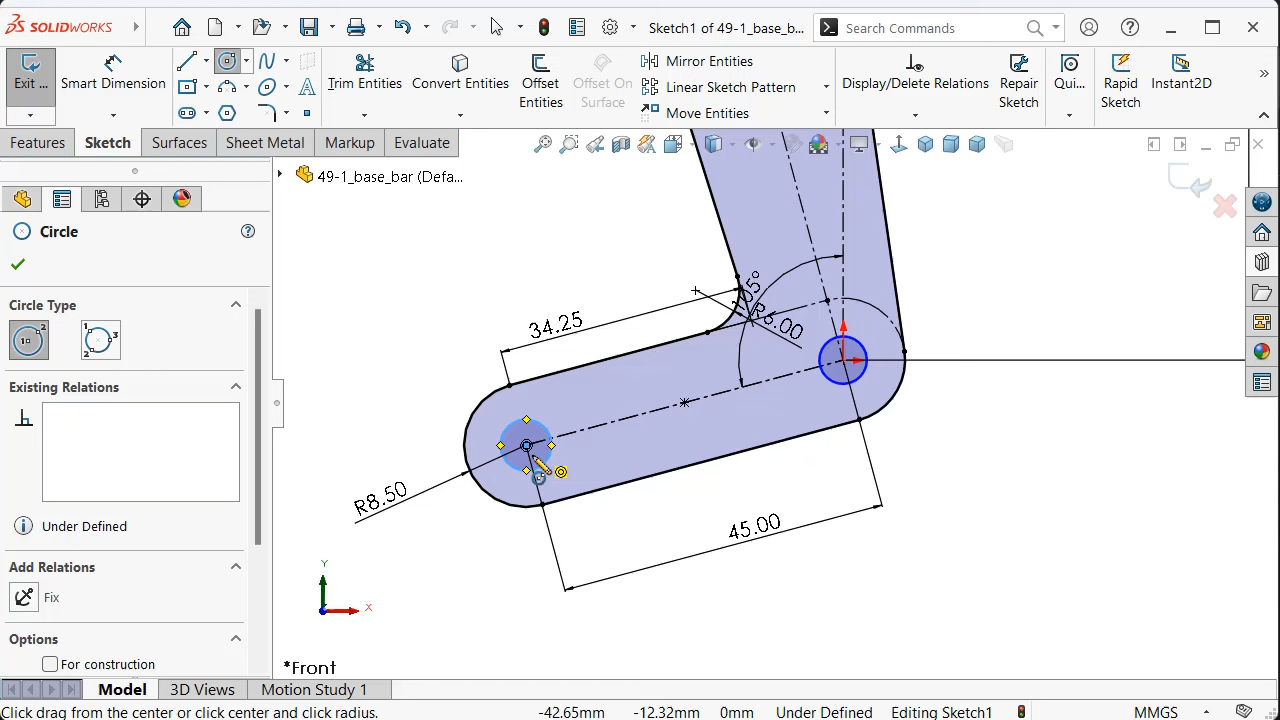 SOLIDWORKS
Sketch1 of 49-1_base_b...
Search Commands
Exit ...
Smart Dimension
Trim Entities
Convert Entities
Offset Entities
Offset On Surface
Mirror Entities
Linear Sketch Pattern
Move Entities
Display/Delete Relations
Repair Sketch
Qui...
Rapid Sketch
Instant2D
Features
Sketch
Surfaces
Sheet Metal
Markup
Evaluate
49-1_base_bar (Defa...
Circle
Circle Type
Existing Relations
Under Defined
Add Relations
Fix
Options
For construction
34.25
105°
R6.00
R8.50
45.00
Y
X
*Front
Model
3D Views
Motion Study 1
Click drag from the center or click center and click radius.
-42.65mm
-12.32mm
0mm
Under Defined
Editing Sketch1
MMGS